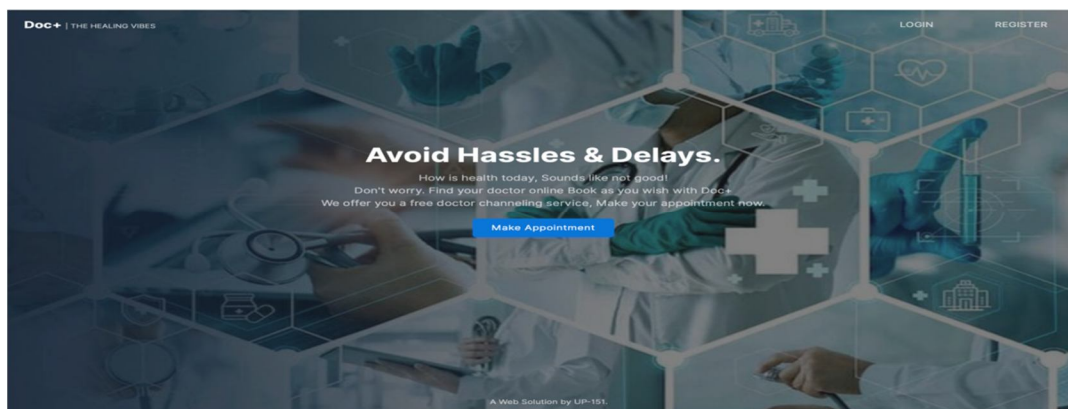 Doc+ | THE HEALING VIBES
LOGIN
REGISTER
Avoid Hassles & Delays.
How is health today, Sounds like not good!
Don't worry. Find your doctor online Book as you wish with Doc+
We offer you a free doctor channeling service, Make your appointment now.
Make Appointment
A Web Solution by UP-151.